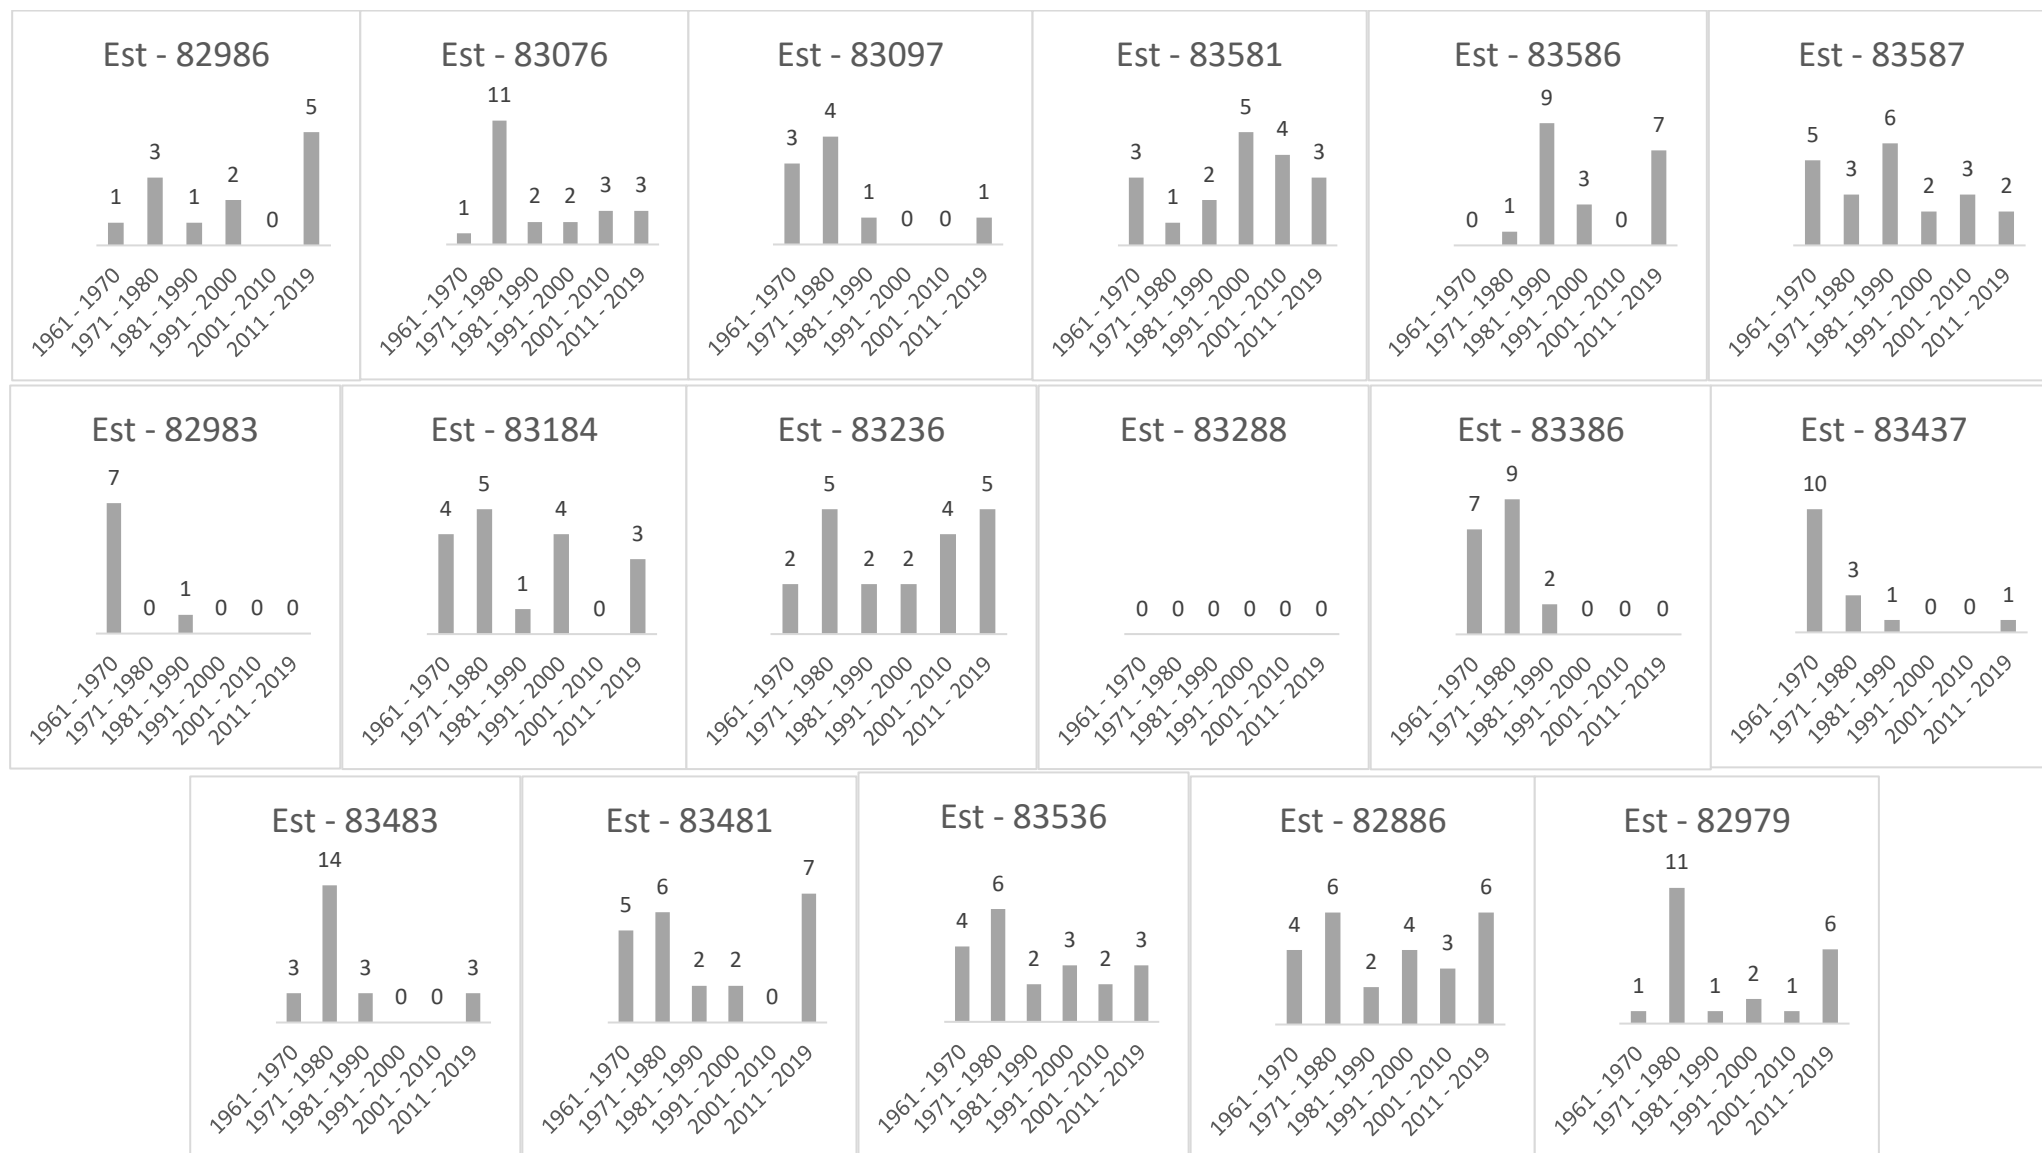 Est - 82986
1
3
1
2
0
5
1961 - 1970
1971 - 1980
1981 - 1990
1991 - 2000
2001 - 2010
2011 - 2019
Est - 83076
1
11
2
2
3
3
1961 - 1970
1971 - 1980
1981 - 1990
1991 - 2000
2001 - 2010
2011 - 2019
Est - 83097
3
4
1
0
0
1
1961 - 1970
1971 - 1980
1981 - 1990
1991 - 2000
2001 - 2010
2011 - 2019
Est - 83581
3
1
2
5
4
3
1961 - 1970
1971 - 1980
1981 - 1990
1991 - 2000
2001 - 2010
2011 - 2019
Est - 83586
0
1
9
3
0
7
1961 - 1970
1971 - 1980
1981 - 1990
1991 - 2000
2001 - 2010
2011 - 2019
Est - 83587
5
3
6
2
3
2
1961 - 1970
1971 - 1980
1981 - 1990
1991 - 2000
2001 - 2010
2011 - 2019
Est - 82983
7
0
1
0
0
0
1961 - 1970
1971 - 1980
1981 - 1990
1991 - 2000
2001 - 2010
2011 - 2019
Est - 83184
4
5
1
4
0
3
1961 - 1970
1971 - 1980
1981 - 1990
1991 - 2000
2001 - 2010
2011 - 2019
Est - 83236
2
5
2
2
4
5
1961 - 1970
1971 - 1980
1981 - 1990
1991 - 2000
2001 - 2010
2011 - 2019
Est - 83288
0
0
0
0
0
0
1961 - 1970
1971 - 1980
1981 - 1990
1991 - 2000
2001 - 2010
2011 - 2019
Est - 83386
7
9
2
0
0
0
1961 - 1970
1971 - 1980
1981 - 1990
1991 - 2000
2001 - 2010
2011 - 2019
Est - 83437
10
3
1
0
0
1
1961 - 1970
1971 - 1980
1981 - 1990
1991 - 2000
2001 - 2010
2011 - 2019
Est - 83483
3
14
3
0
0
3
1961 - 1970
1971 - 1980
1981 - 1990
1991 - 2000
2001 - 2010
2011 - 2019
Est - 83481
5
6
2
2
0
7
1961 - 1970
1971 - 1980
1981 - 1990
1991 - 2000
2001 - 2010
2011 - 2019
Est - 83536
4
6
2
3
2
3
1961 - 1970
1971 - 1980
1981 - 1990
1991 - 2000
2001 - 2010
2011 - 2019
Est - 82886
4
6
2
4
3
6
1961 - 1970
1971 - 1980
1981 - 1990
1991 - 2000
2001 - 2010
2011 - 2019
Est - 82979
1
11
1
2
1
6
1961 - 1970
1971 - 1980
1981 - 1990
1991 - 2000
2001 - 2010
2011 - 2019